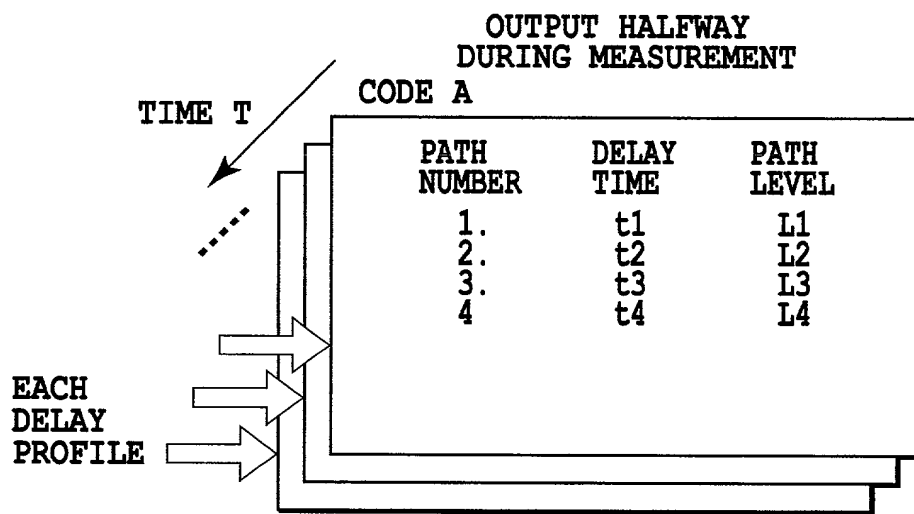 OUTPUT HALFWAY
DURING MEASUREMENT
CODE A
TIME T
PATH NUMBER DELAY TIME PATH LEVEL
1. t1 L1
2. t2 L2
3. t3 L3
4 t4 L4
EACH
DELAY
PROFILE